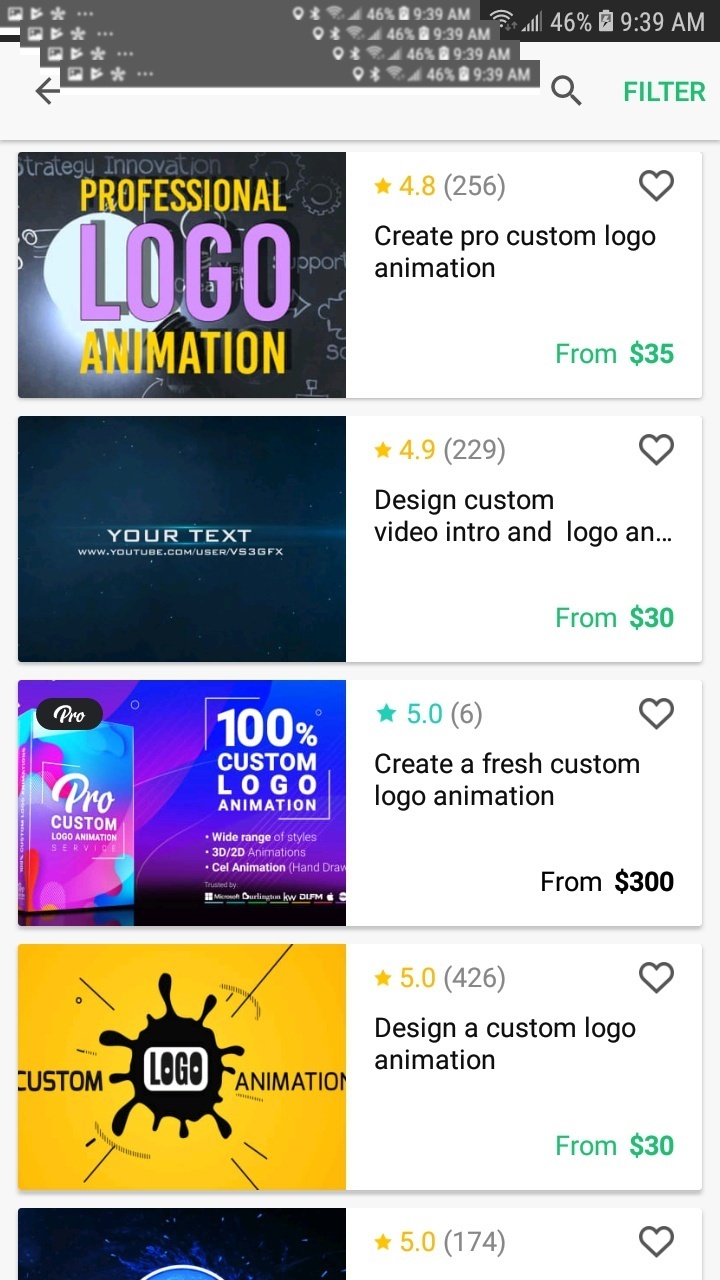 46% 9:39 AM
46% 9:39 AM
46% 9:39 AM
46% 9:39 AM
46% 9:39 AM
FILTER
Strategy Innovation
Support
PROFESSIONAL
LOGO
ANIMATION
4.8 (256)
Create pro custom logo
animation
From $35
YOUR TEXT
WWW.YOUTUBE.COM/USER/VS3GFX
4.9 (229)
Design custom
video intro and logo an...
From $30
Pro
Pro
CUSTOM
LOGO ANIMATION
SERVICE
100%
CUSTOM
LOGO
ANIMATION
• Wide range of styles
• 3D/2D Animations
• Cel Animation (Hand Draw
Trusted by
Microsoft Burlington kw DI.FM
5.0 (6)
Create a fresh custom
logo animation
From $300
CUSTOM
LOGO
ANIMATION
5.0 (426)
Design a custom logo
animation
From $30
5.0 (174)